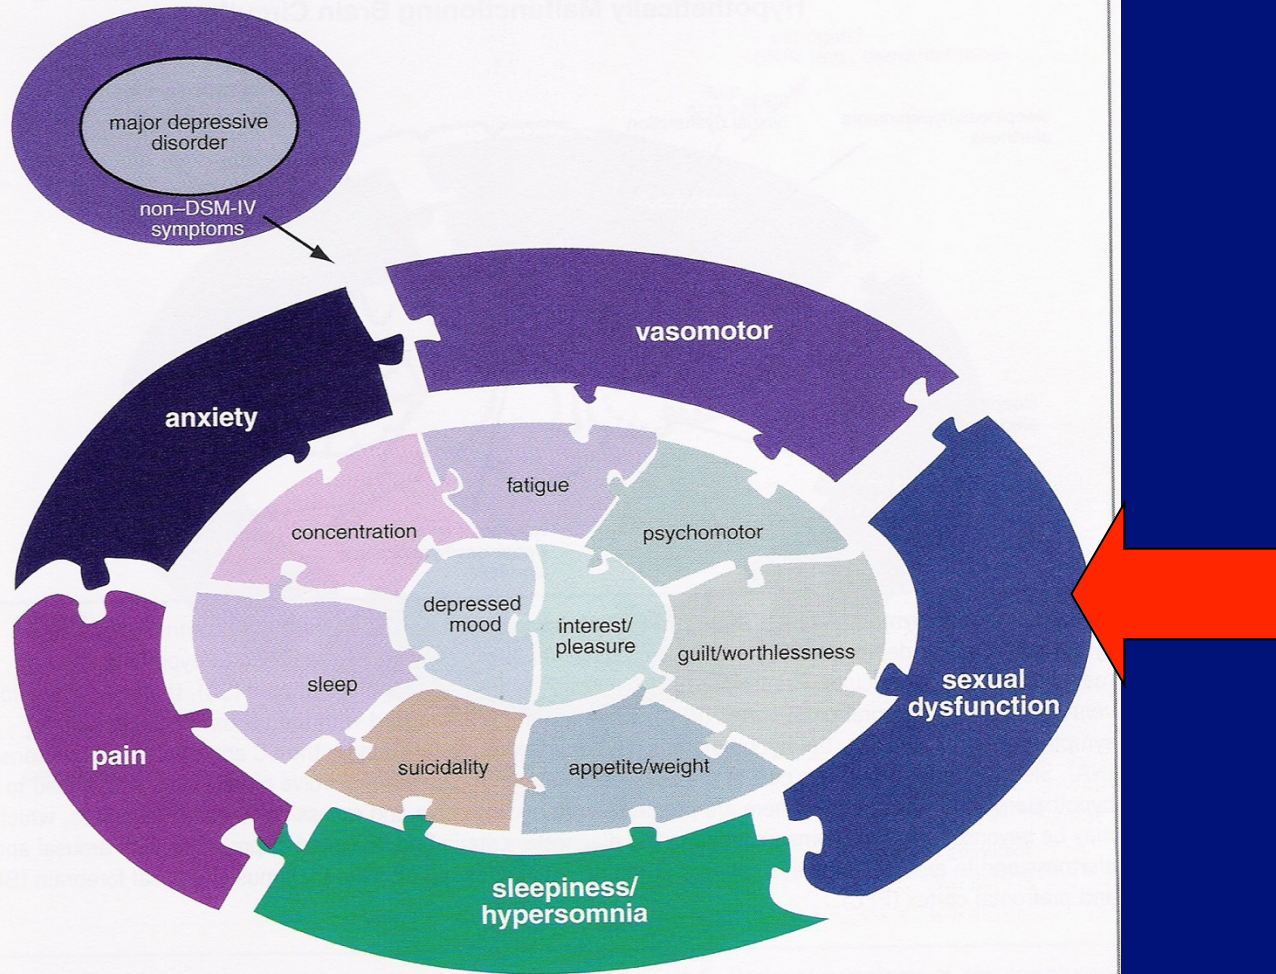 major depressive
disorder
non–DSM-IV
symptoms
vasomotor
anxiety
fatigue
concentration
psychomotor
depressed
mood
interest/
pleasure
guilt/worthlessness
sleep
sexual
dysfunction
pain
suicidality
appetite/weight
sleepiness/
hypersomnia